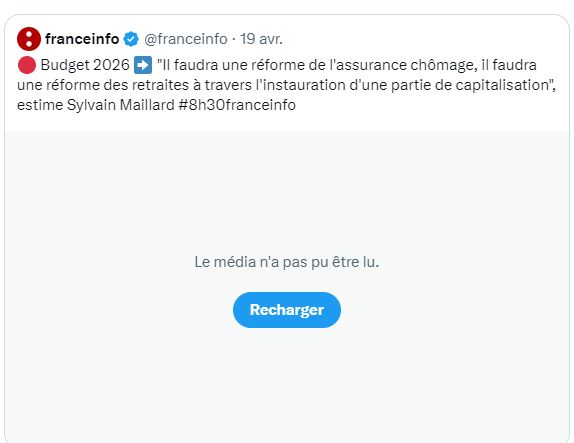 franceinfo @franceinfo · 19 avr.
🔴 Budget 2026 ➡️ "Il faudra une réforme de l'assurance chômage, il faudra
une réforme des retraites à travers l'instauration d'une partie de capitalisation",
estime Sylvain Maillard #8h30franceinfo
Le média n'a pas pu être lu.
Recharger